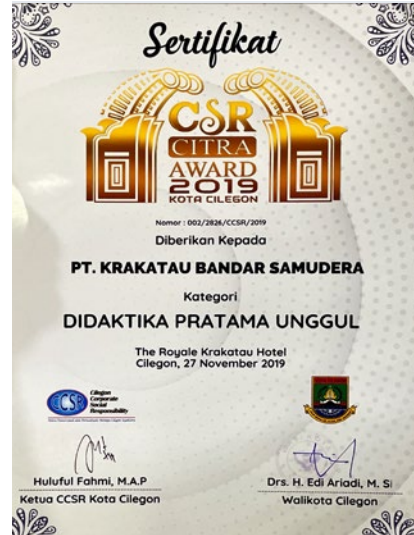 Sertifikat
CSR
CITRA
AWARD
2019
KOTA CILEGON
Nomor : 002/2826/CCSR/2019
Diberikan Kepada
PT. KRAKATAU BANDAR SAMUDERA
Kategori
DIDAKTIKA PRATAMA UNGGUL
The Royale Krakatau Hotel
Cilegon, 27 November 2019
CCSR
Cilegon
Corporate
Social
Responsibility
Huluful Fahmi, M.A.P
Ketua CCSR Kota Cilegon
Drs. H. Edi Ariadi, M. Si
Walikota Cilegon